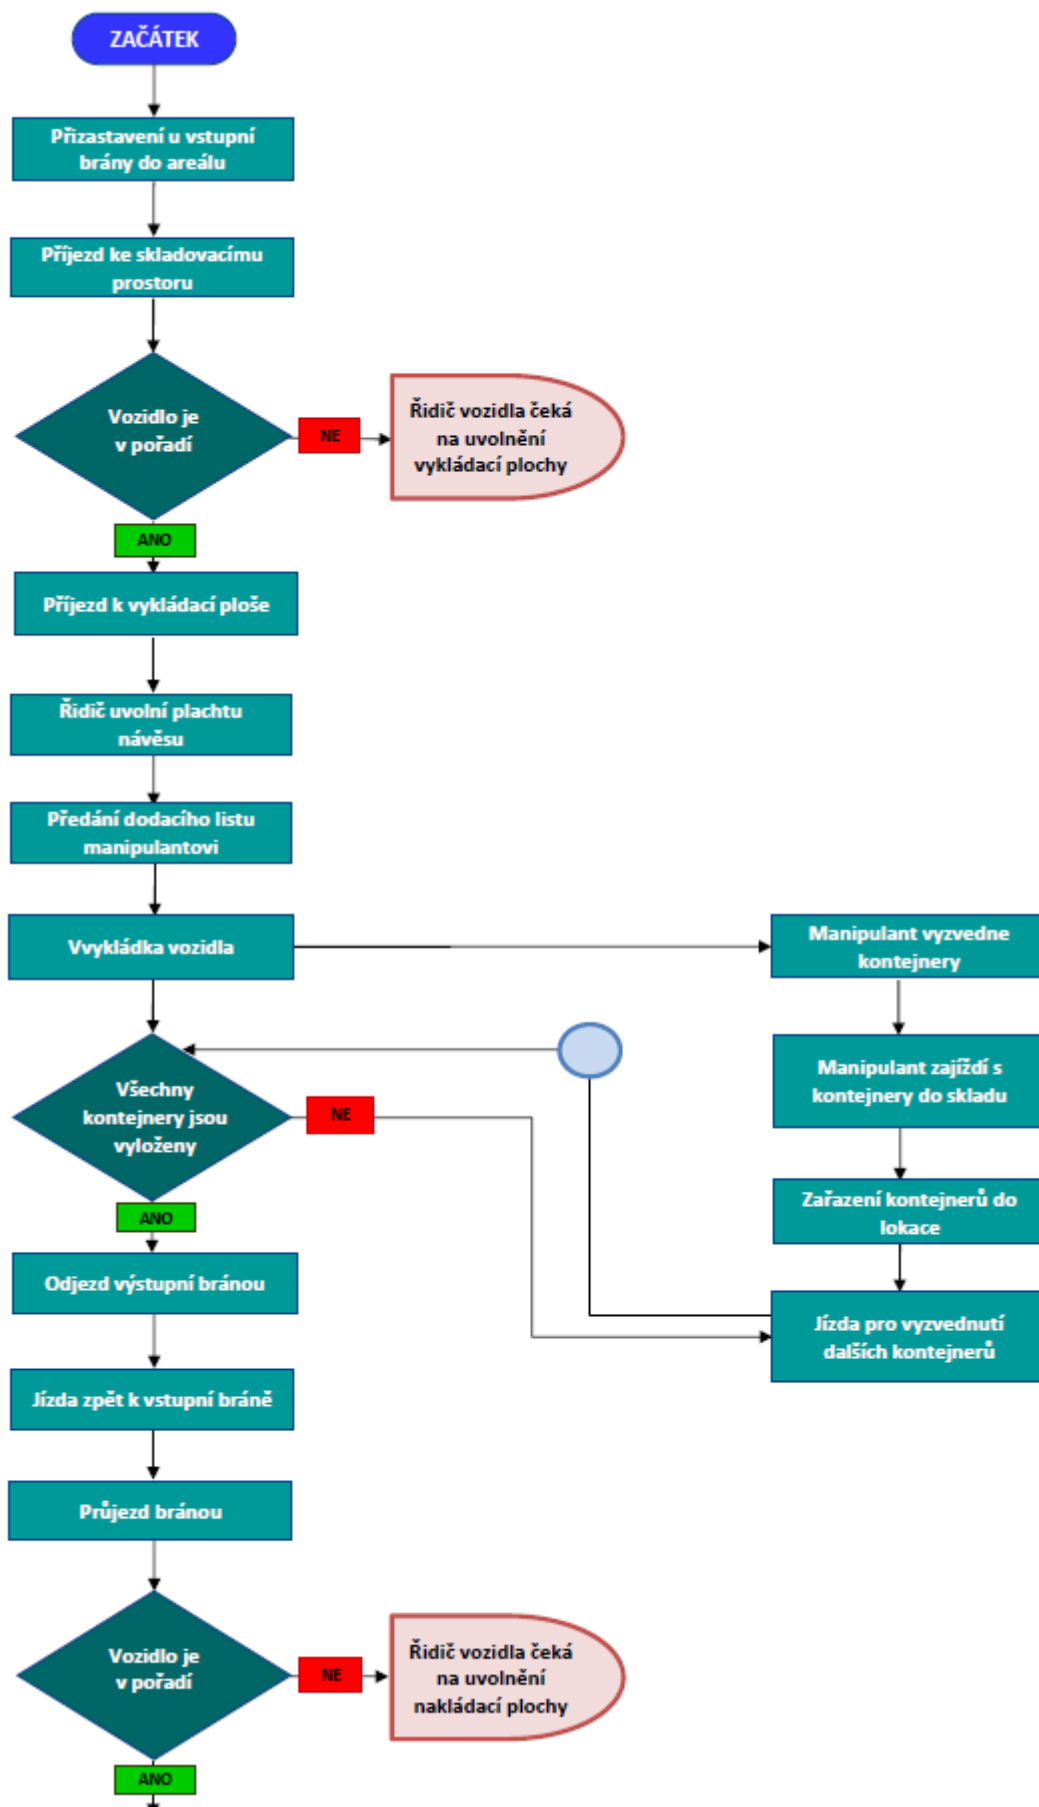 ZAČÁTEK
Přizastavení u vstupní
brány do areálu
Příjezd ke skladovacímu
prostoru
Vozidlo je
v pořadí
NE
Řidič vozidla čeká
na uvolnění
vykládací plochy
ANO
Příjezd k vykládací ploše
Řidič uvolní plachtu
návěsu
Předání dodacího listu
manipulantovi
Vvykládka vozidla
Manipulant vyzvedne
kontejnery
Manipulant zajíždí s
kontejnery do skladu
Všechny
kontejnery jsou
vyloženy
NE
Zařazení kontejnerů do
lokace
ANO
Odjezd výstupní bránou
Jízda pro vyzvednutí
dalších kontejnerů
Jízda zpět k vstupní bráně
Průjezd bránou
Vozidlo je
v pořadí
NE
Řidič vozidla čeká
na uvolnění
nakládací plochy
ANO